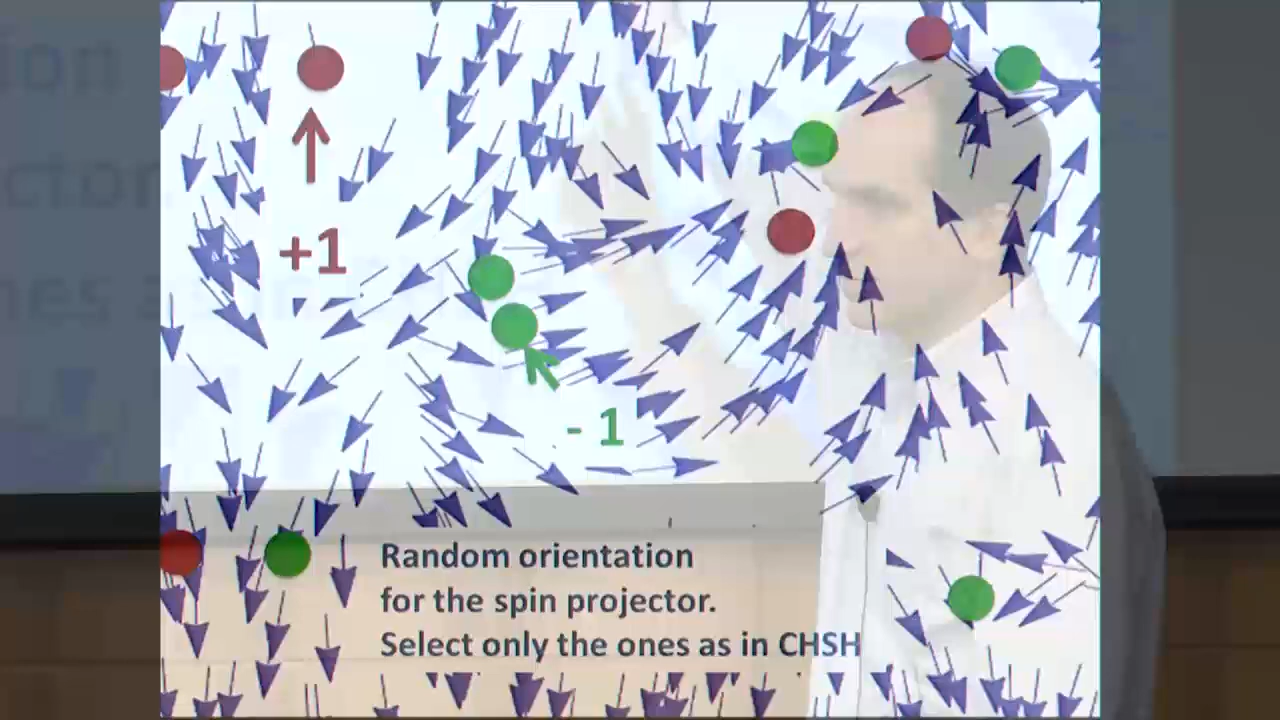 +1
- 1
Random orientation
for the spin projector.
Select only the ones as in CHSH